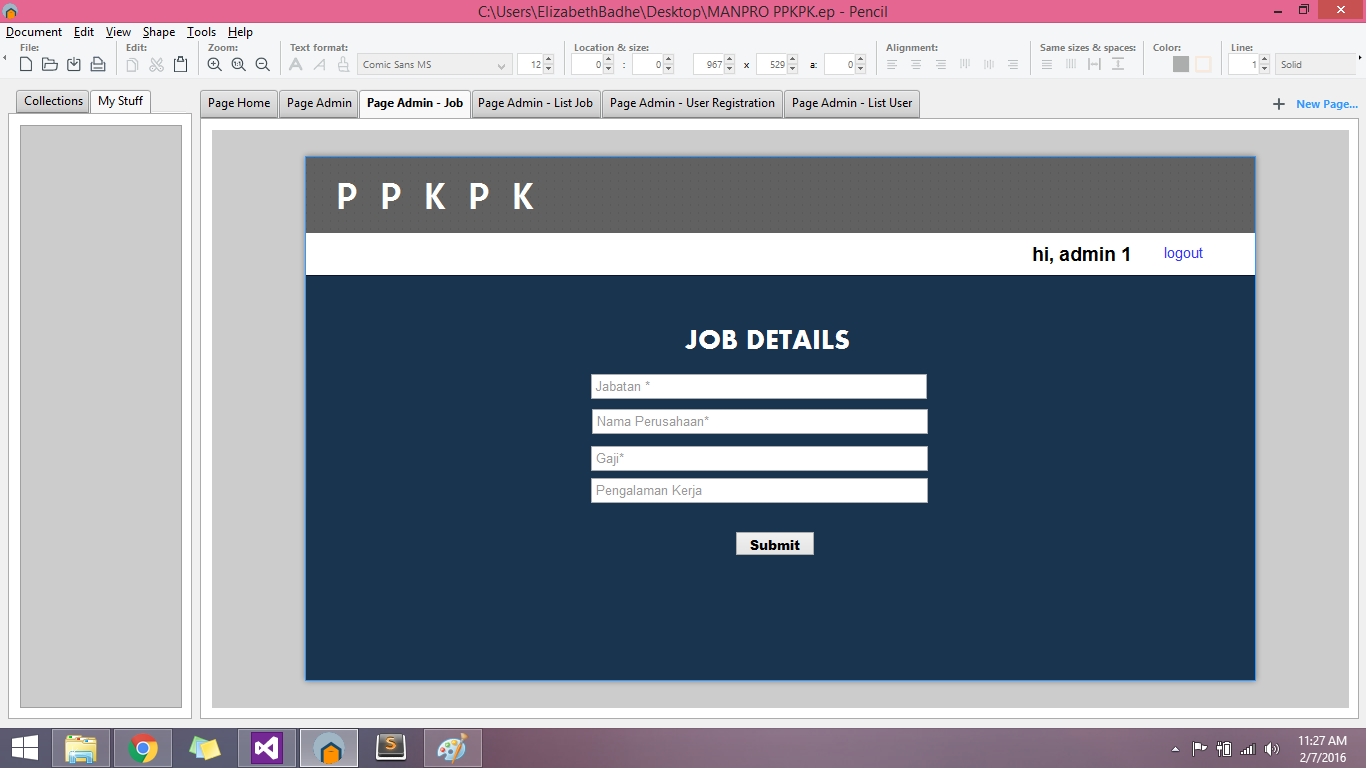 C:\Users\ElizabethBadhe\Desktop\MANPRO PPKPK.ep - Pencil
Document Edit View Shape Tools Help
File: Edit: Zoom: Text format: Location & size: Alignment: Same sizes & spaces: Color: Line:
1:1 Comic Sans MS 12 0 : 0 967 x 529 a: 0 1 Solid
Collections My Stuff Page Home Page Admin Page Admin - Job Page Admin - List Job Page Admin - User Registration Page Admin - List User New Page...
P P K P K
hi, admin 1 logout
JOB DETAILS
Jabatan *
Nama Perusahaan*
Gaji*
Pengalaman Kerja
Submit
11:27 AM
2/7/2016